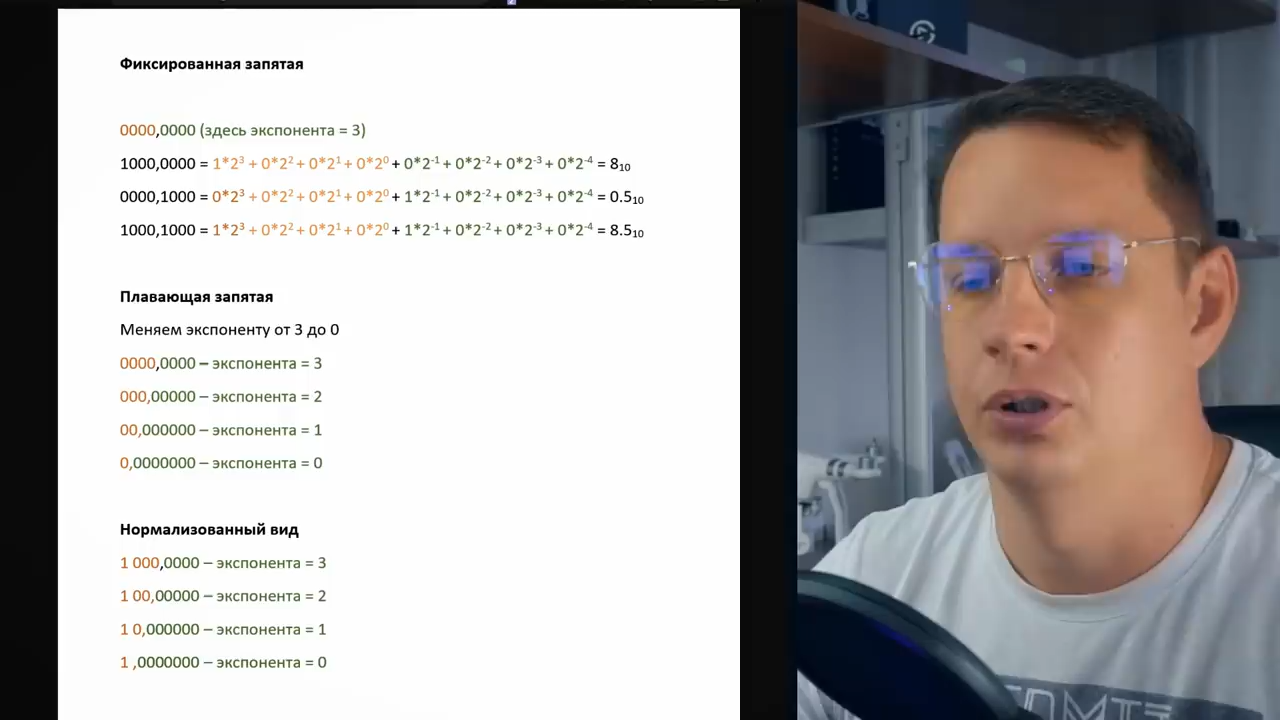 Фиксированная запятая
0000,0000 (здесь экспонента = 3)
1000,0000 = 1*2³ + 0*2² + 0*2¹ + 0*2⁰ + 0*2⁻¹ + 0*2⁻² + 0*2⁻³ + 0*2⁻⁴ = 8₁₀
0000,1000 = 0*2³ + 0*2² + 0*2¹ + 0*2⁰ + 1*2⁻¹ + 0*2⁻² + 0*2⁻³ + 0*2⁻⁴ = 0.5₁₀
1000,1000 = 1*2³ + 0*2² + 0*2¹ + 0*2⁰ + 1*2⁻¹ + 0*2⁻² + 0*2⁻³ + 0*2⁻⁴ = 8.5₁₀
Плавающая запятая
Меняем экспоненту от 3 до 0
0000,0000 – экспонента = 3
000,00000 – экспонента = 2
00,000000 – экспонента = 1
0,0000000 – экспонента = 0
Нормализованный вид
1 000,0000 – экспонента = 3
1 00,00000 – экспонента = 2
1 0,000000 – экспонента = 1
1 ,0000000 – экспонента = 0